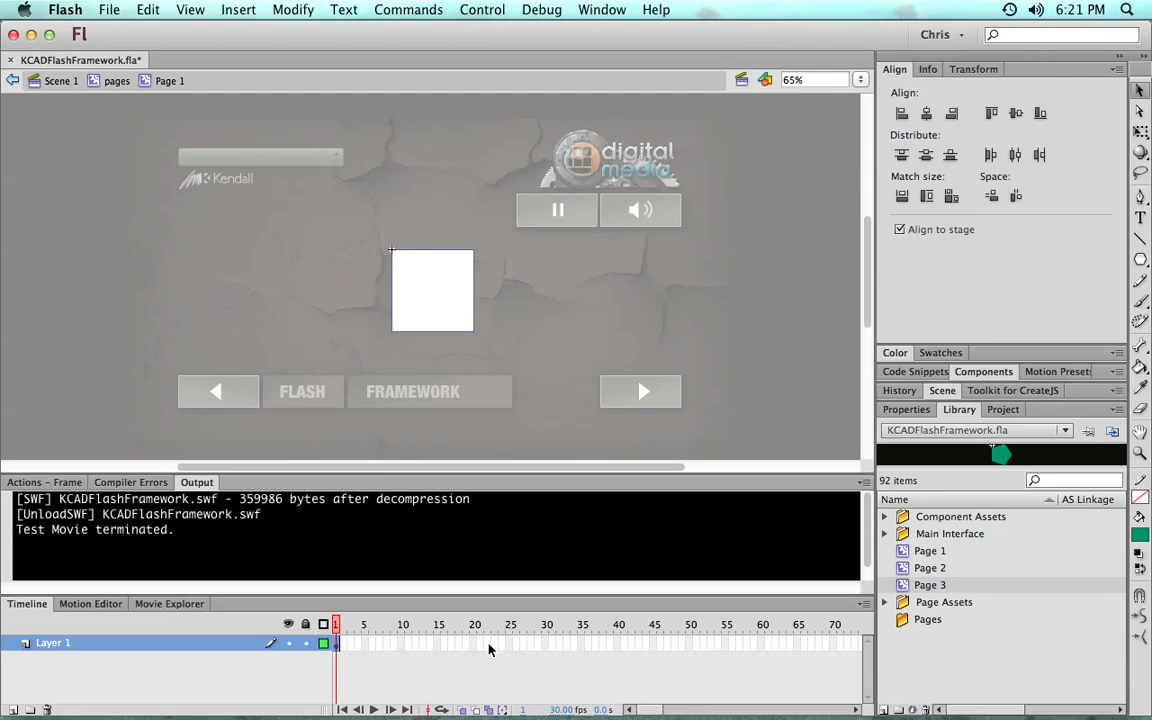 Flash File Edit View Insert Modify Text Commands Control Debug Window Help 6:21 PM
Fl Chris
KCADFlashFramework.fla*
Scene 1 pages Page 1 65%
Align Info Transform
Align:
Distribute:
Match size: Space:
Align to stage
digital
media
Kendall
FLASH FRAMEWORK
Color Swatches
Code Snippets Components Motion Presets
History Scene Toolkit for CreateJS
Properties Library Project
KCADFlashFramework.fla
92 items
Name AS Linkage
Component Assets
Main Interface
Page 1
Page 2
Page 3
Page Assets
Pages
Actions - Frame Compiler Errors Output
[SWF] KCADFlashFramework.swf - 359986 bytes after decompression
[UnloadSWF] KCADFlashFramework.swf
Test Movie terminated.
Timeline Motion Editor Movie Explorer
1 5 10 15 20 25 30 35 40 45 50 55 60 65 70
Layer 1
1 30.00 fps 0.0 s